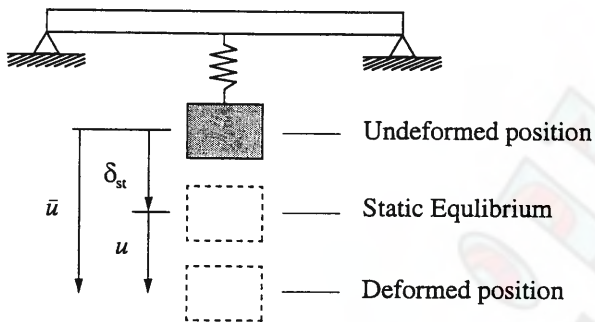 Undeformed position
δst
ū
Static Equlibrium
u
Deformed position